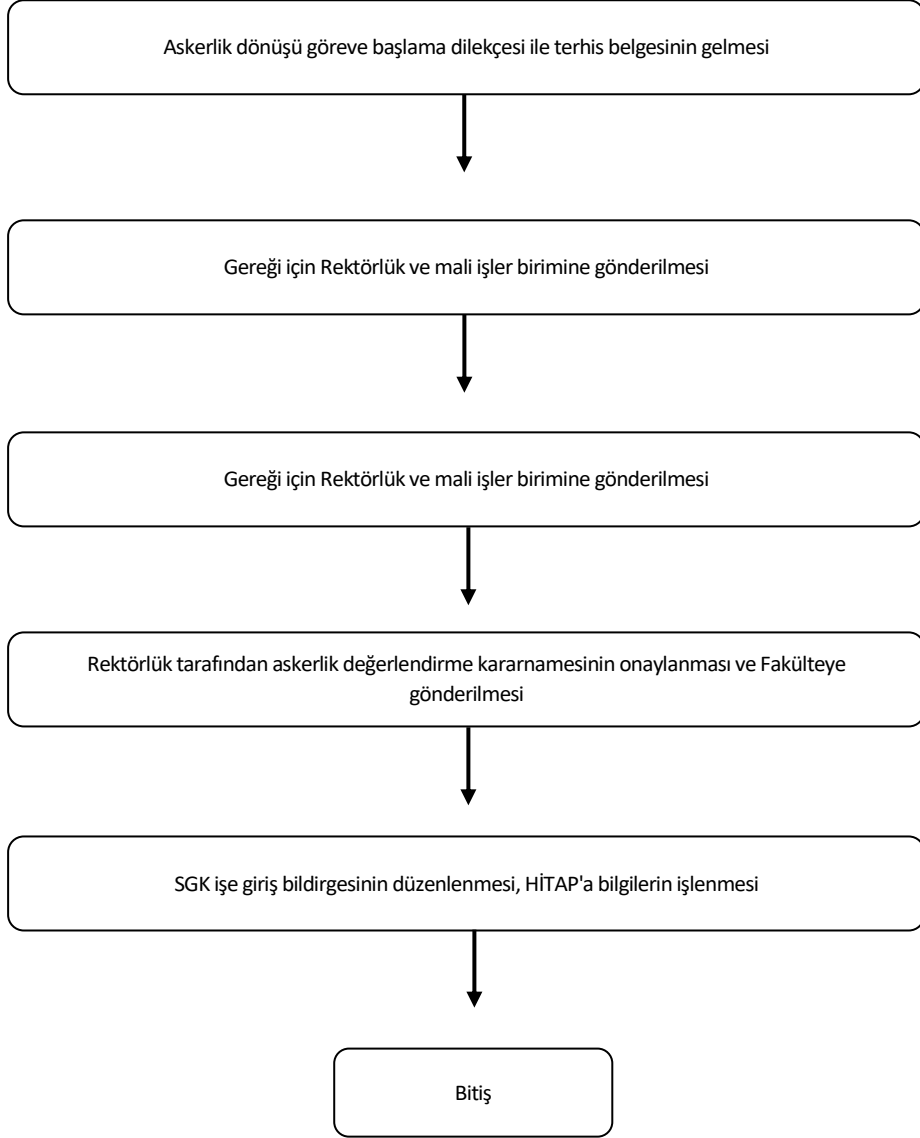 Askerlik dönüşü göreve başlama dilekçesi ile terhis belgesinin gelmesi
Gereği için Rektörlük ve mali işler birimine gönderilmesi
Gereği için Rektörlük ve mali işler birimine gönderilmesi
Rektörlük tarafından askerlik değerlendirme kararnamesinin onaylanması ve Fakülteye
gönderilmesi
SGK işe giriş bildirgesinin düzenlenmesi, HİTAP'a bilgilerin işlenmesi
Bitiş